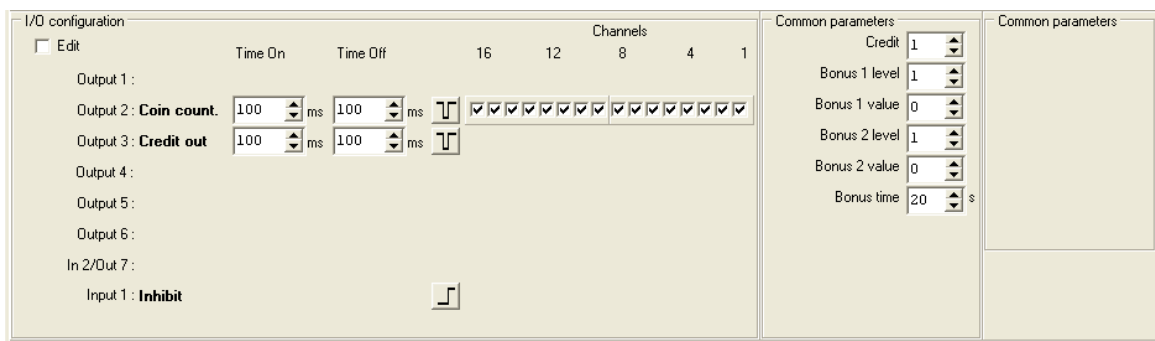 I/O configuration
Edit
Channels
Time On Time Off 16 12 8 4 1
Output 1 :
Output 2 : Coin count. 100 ms 100 ms
Output 3 : Credit out 100 ms 100 ms
Output 4 :
Output 5 :
Output 6 :
In 2/Out 7 :
Input 1 : Inhibit
Common parameters
Credit 1
Bonus 1 level 1
Bonus 1 value 0
Bonus 2 level 1
Bonus 2 value 0
Bonus time 20 s
Common parameters